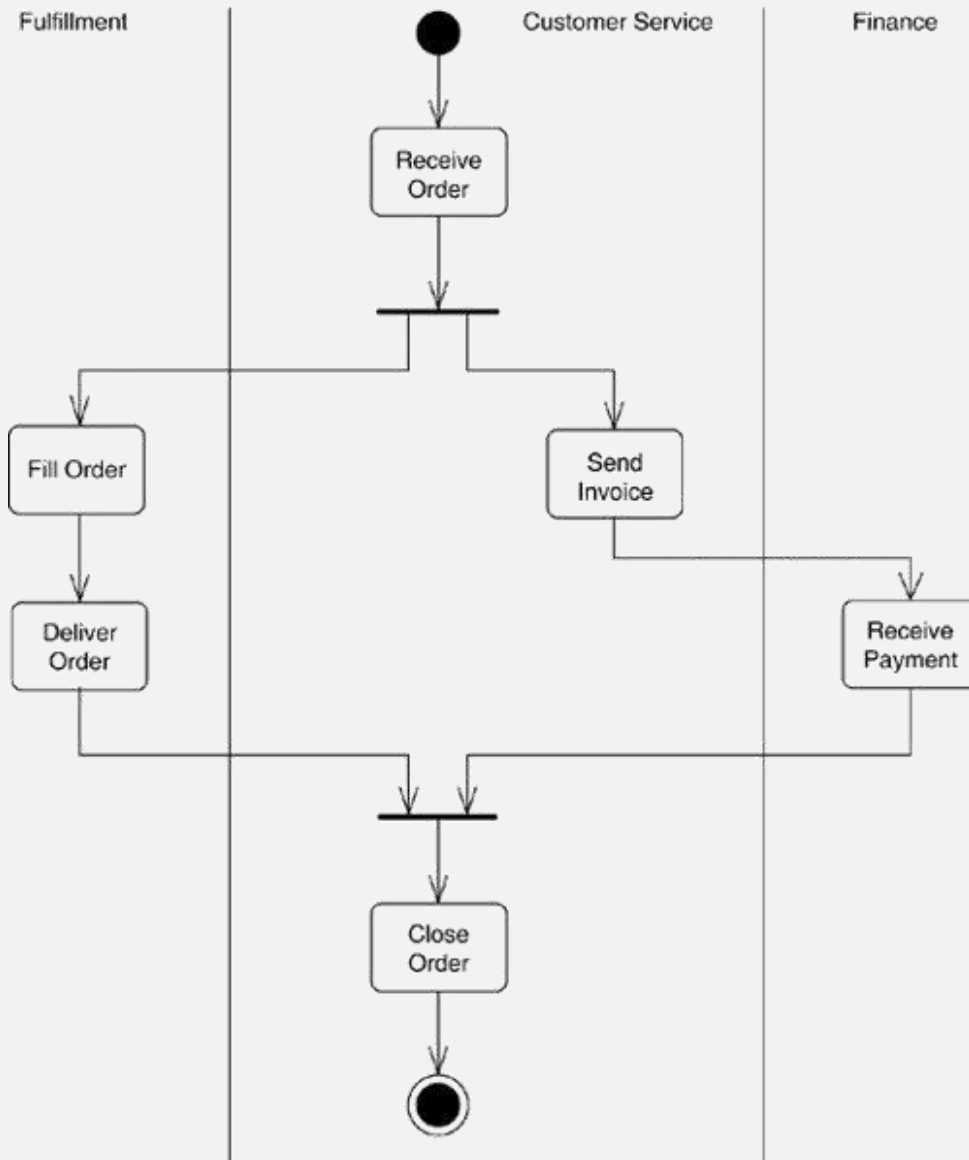 Fulfillment
Customer Service
Finance
Receive
Order
Fill Order
Send
Invoice
Deliver
Order
Receive
Payment
Close
Order